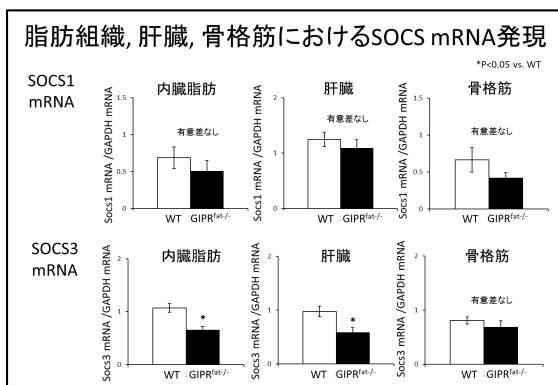 脂肪組織, 肝臓, 骨格筋におけるSOCS mRNA発現
*P<0.05 vs. WT
SOCS1
mRNA
内臓脂肪
肝臓
骨格筋
Socs1 mRNA /GAPDH mRNA
1.5
1
0.5
0
有意差なし
WT GIPRfat-/-
Socs1 mRNA /GAPDH mRNA
2
1
0
有意差なし
WT GIPRfat-/-
Socs1 mRNA /GAPDH mRNA
1.5
1
0.5
0
有意差なし
WT GIPRfat-/-
SOCS3
mRNA
内臓脂肪
肝臓
骨格筋
Socs3 mRNA /GAPDH mRNA
2
1
0
*
WT GIPRfat-/-
Socs3 mRNA /GAPDH mRNA
2
1
0
*
WT GIPRfat-/-
Socs3 mRNA /GAPDH mRNA
2
1
0
有意差なし
WT GIPRfat-/-